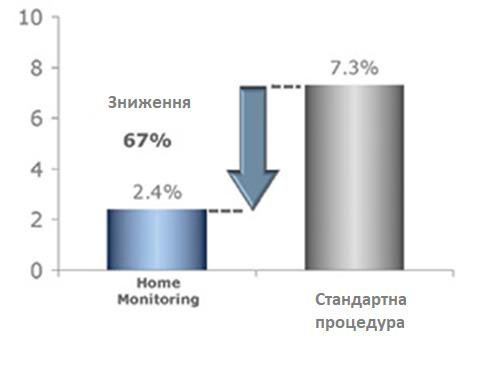 10
8
6
4
2
0
Зниження
67%
2.4%
7.3%
Home
Monitoring
Стандартна
процедура